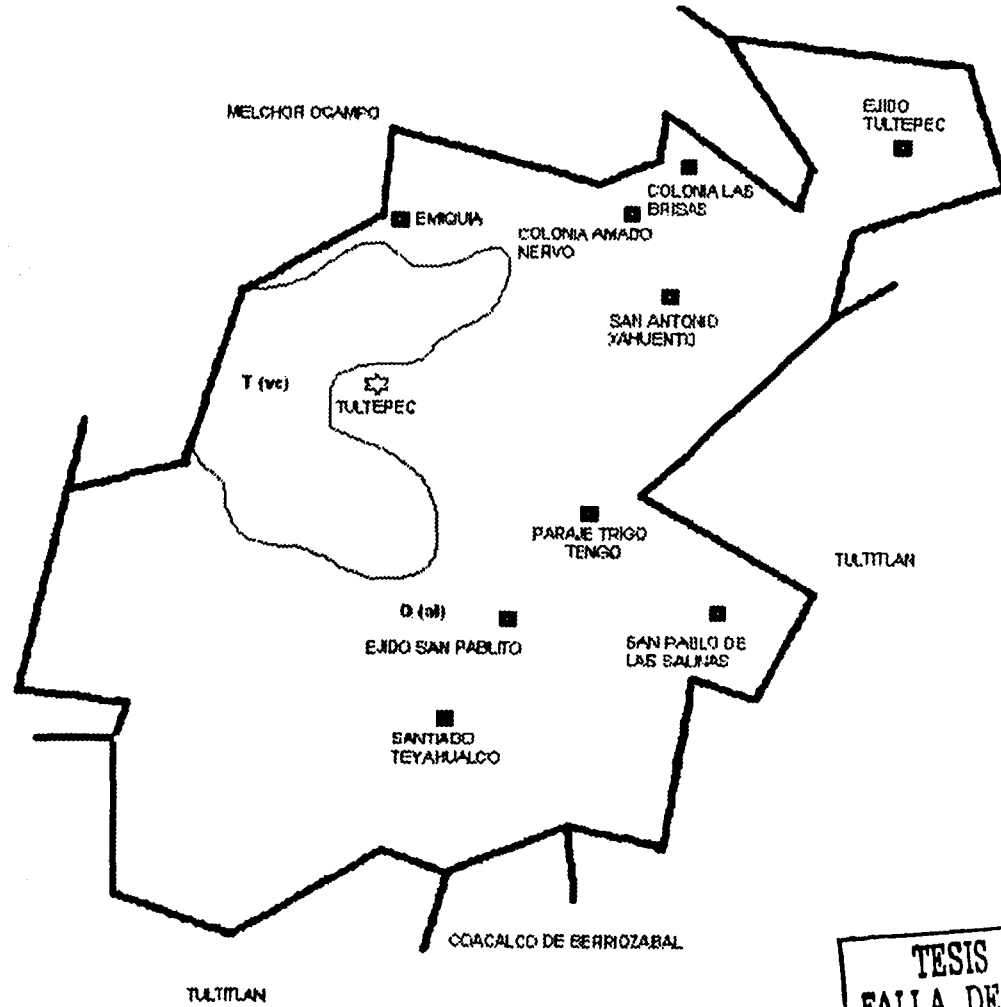 MELCHOR OCAMPO
EJIDO
TULTEPEC
COLONIA LAS
BRISAS
EMIQUIA
COLONIA AMADO
NERVO
SAN ANTONIO
XAHUENTO
T (vc)
TULTEPEC
PARAJE TRIGO
TENGO
TULTITLAN
Q (al)
EJIDO SAN PABLITO
SAN PABLO DE
LAS SALINAS
SANTIAGO
TEYAHUALCO
COACALCO DE BERRIOZABAL
TULTITLAN
TESIS
FALLA DE